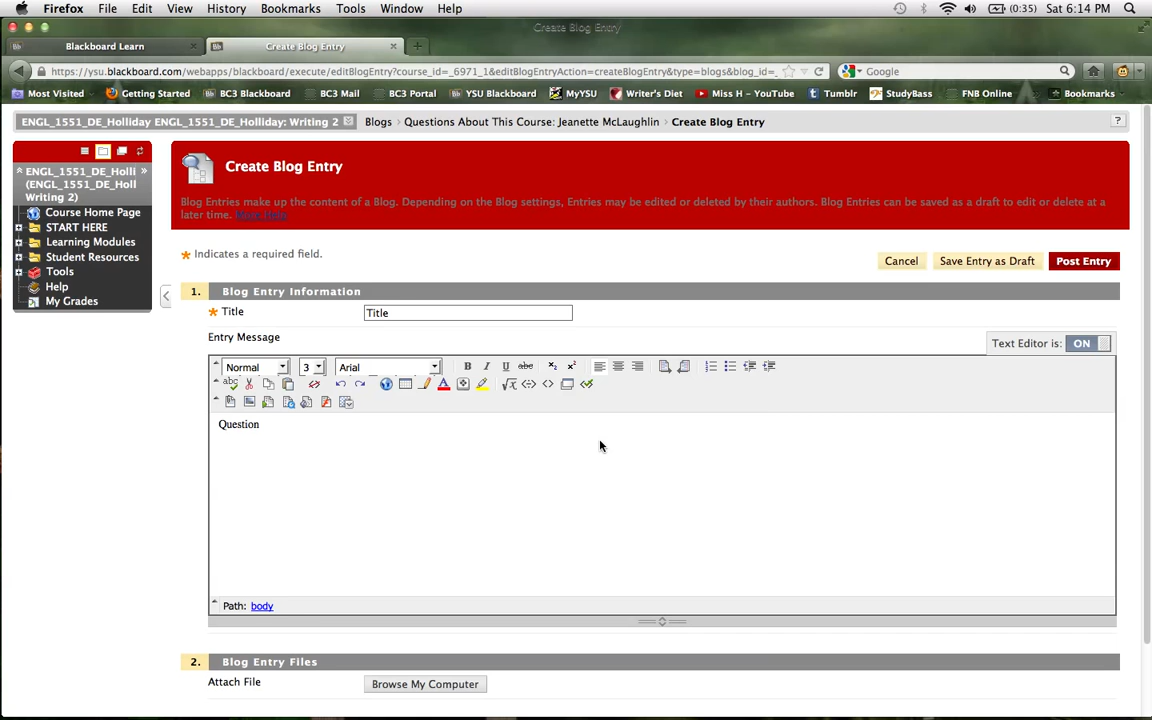 Firefox File Edit View History Bookmarks Tools Window Help (0:35) Sat 6:14 PM
Create Blog Entry
Blackboard Learn Create Blog Entry
https://ysu.blackboard.com/webapps/blackboard/execute/editBlogEntry?course_id=_6971_1&editBlogEntryAction=createBlogEntry&type=blogs&blog_id=_ Google
Most Visited Getting Started BC3 Blackboard BC3 Mail BC3 Portal YSU Blackboard MyYSU Writer's Diet Miss H – YouTube Tumblr StudyBass FNB Online Bookmarks
ENGL_1551_DE_Holliday ENGL_1551_DE_Holliday: Writing 2 Blogs > Questions About This Course: Jeanette McLaughlin > Create Blog Entry ?
ENGL_1551_DE_Holli
(ENGL_1551_DE_Holl
Writing 2)
Course Home Page
START HERE
Learning Modules
Student Resources
Tools
Help
My Grades
Create Blog Entry
Blog Entries make up the content of a Blog. Depending on the Blog settings, Entries may be edited or deleted by their authors. Blog Entries can be saved as a draft to edit or delete at a
later time. More Help
* Indicates a required field.
Cancel Save Entry as Draft Post Entry
1. Blog Entry Information
* Title Title
Entry Message
Text Editor is: ON
Normal 3 Arial B I U abc x₂ x²
abc
Question
Path: body
2. Blog Entry Files
Attach File Browse My Computer